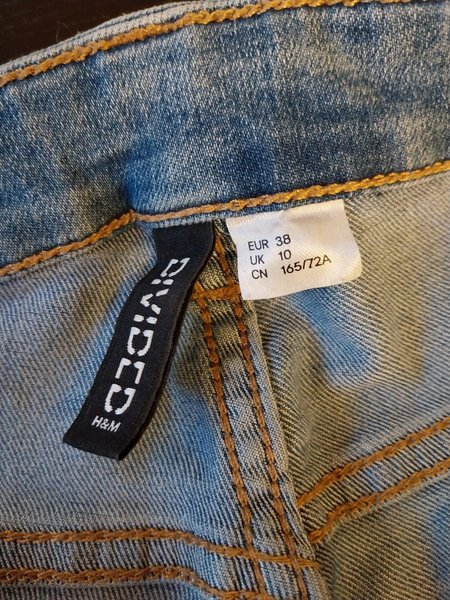 DIVIDED
H&M
EUR 38
UK 10
CN 165/72A